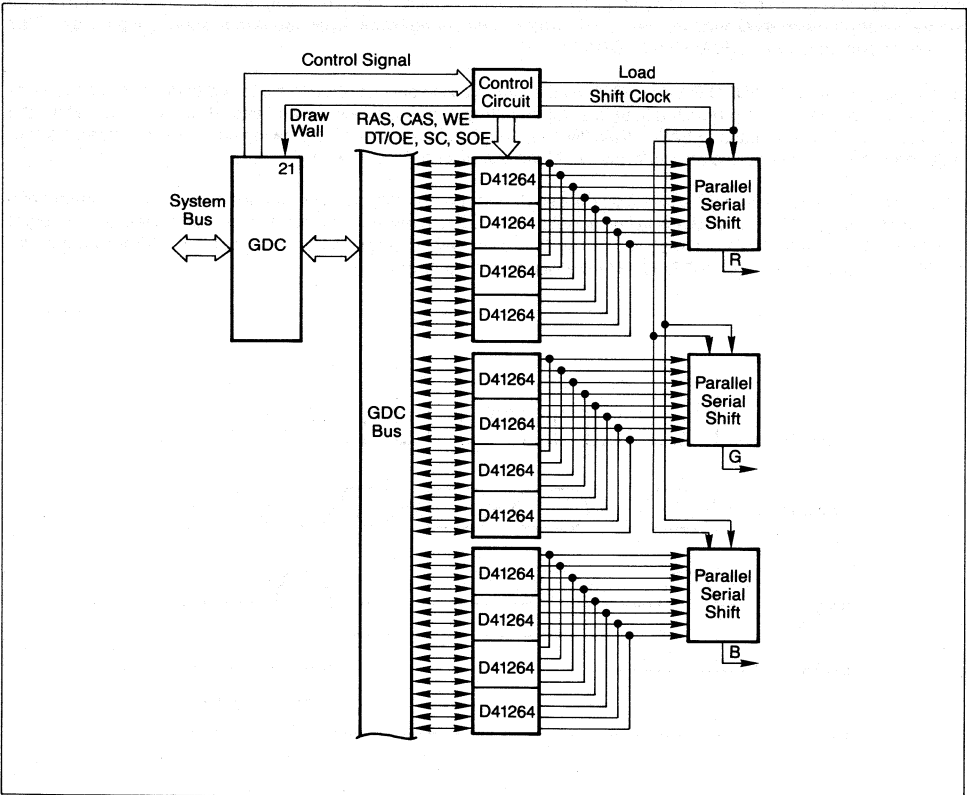 Control Signal
Control
Circuit
Load
Shift Clock
Draw
Wall
RAS, CAS, WE
DT/OE, SC, SOE
21
System
Bus
GDC
GDC
Bus
D41264
D41264
D41264
D41264
Parallel
Serial
Shift
R
D41264
D41264
D41264
D41264
Parallel
Serial
Shift
G
D41264
D41264
D41264
D41264
Parallel
Serial
Shift
B